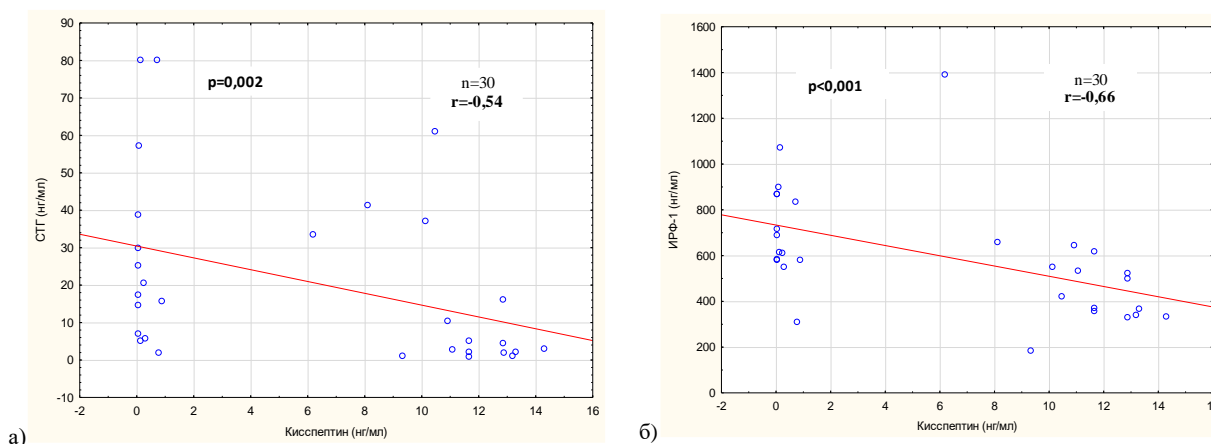 90
80
70
60
50
40
30
20
10
0
-10
СТГ (нг/мл)
p=0,002
n=30
r=-0,54
-2 0 2 4 6 8 10 12 14 16
Кисспептин (нг/мл)
а)
1600
1400
1200
1000
800
600
400
200
0
ИРФ-1 (нг/мл)
p<0,001
n=30
r=-0,66
-2 0 2 4 6 8 10 12 14 16
Кисспептин (нг/мл)
б)